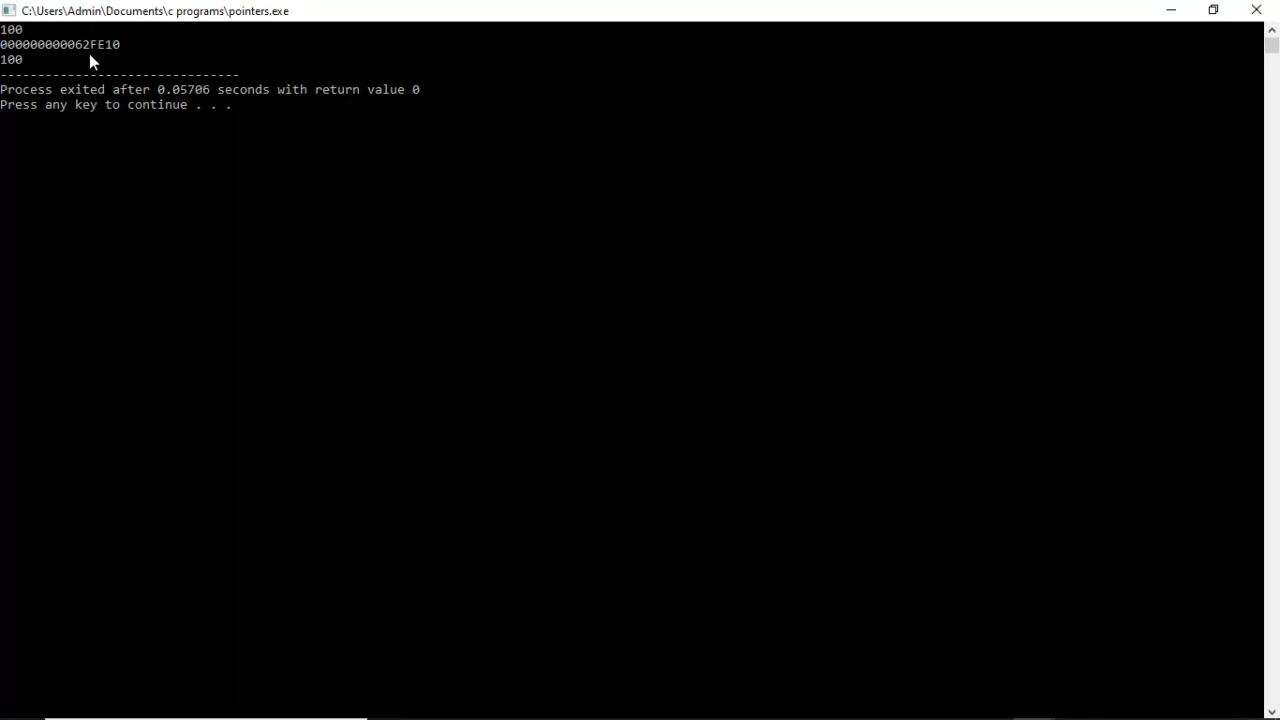 C:\Users\Admin\Documents\c programs\pointers.exe
100
000000000062FE10
100
--------------------------------
Process exited after 0.05706 seconds with return value 0
Press any key to continue . . .